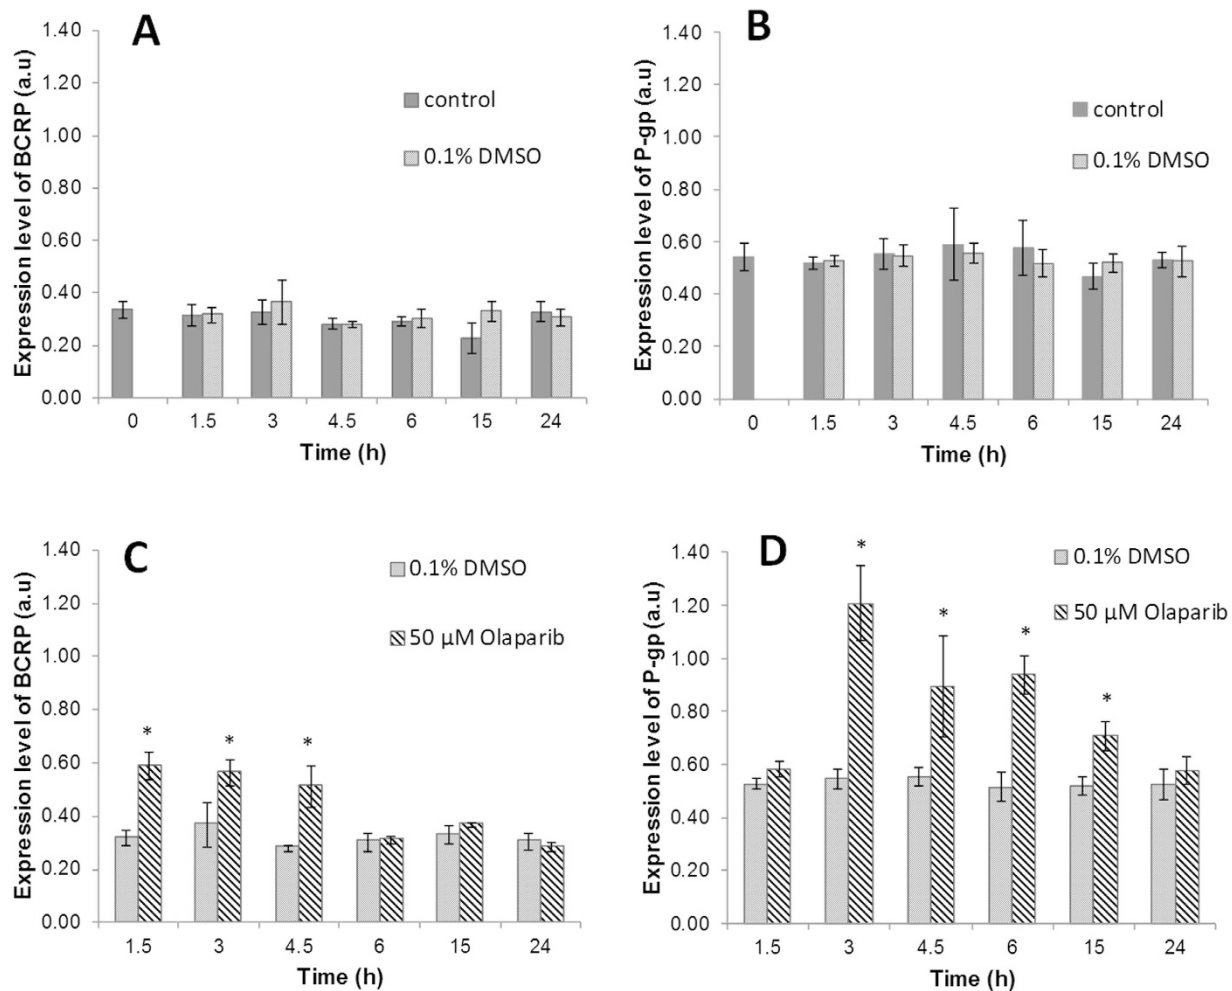 A
Expression level of BCRP (a.u)
1.40
1.20
1.00
0.80
0.60
0.40
0.20
0.00
control
0.1% DMSO
0 1.5 3 4.5 6 15 24
Time (h)
B
Expression level of P-gp (a.u)
1.40
1.20
1.00
0.80
0.60
0.40
0.20
0.00
control
0.1% DMSO
0 1.5 3 4.5 6 15 24
Time (h)
C
Expression level of BCRP (a.u)
1.40
1.20
1.00
0.80
0.60
0.40
0.20
0.00
0.1% DMSO
50 µM Olaparib
* * *
1.5 3 4.5 6 15 24
Time (h)
D
Expression level of P-gp (a.u)
1.40
1.20
1.00
0.80
0.60
0.40
0.20
0.00
0.1% DMSO
50 µM Olaparib
* * * *
1.5 3 4.5 6 15 24
Time (h)